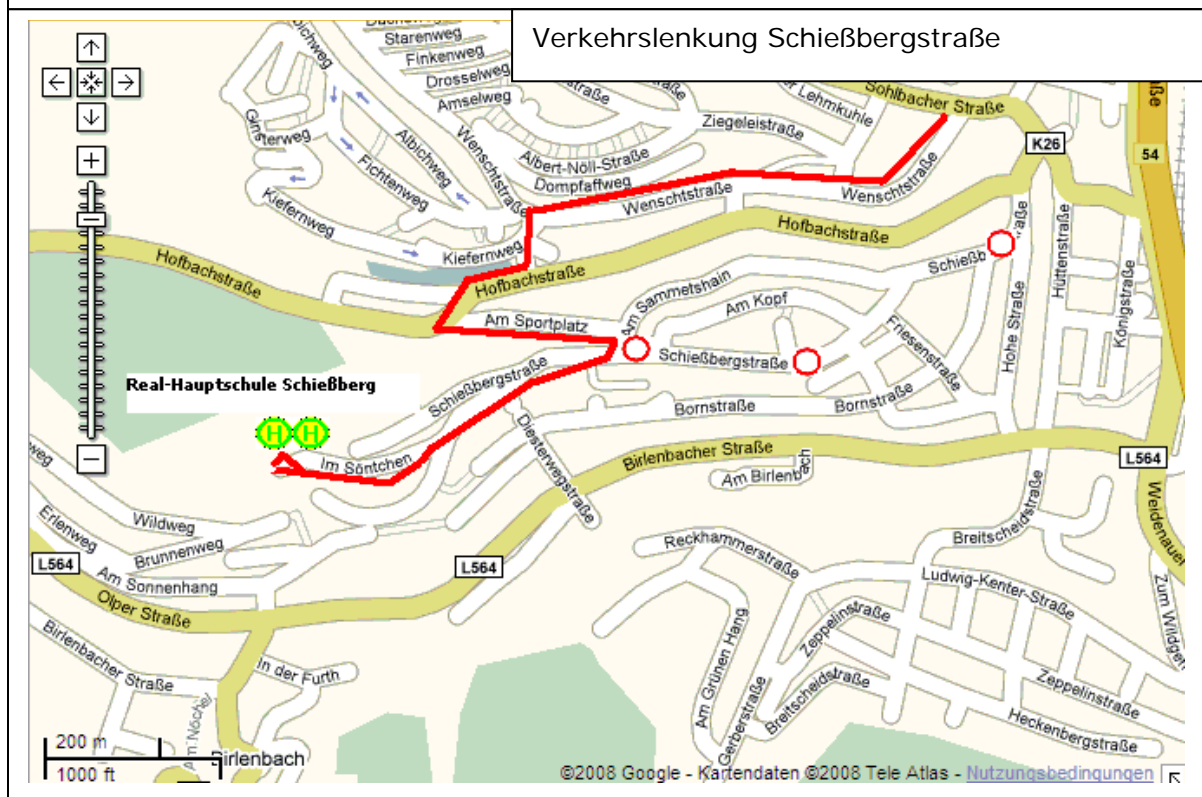 Verkehrslenkung Schießbergstraße
Starenweg
Finkenweg
Drosselweg
Amselweg
Albichweg
Ginsterweg
Fichtenweg
Kiefernweg
Kiefernweg
Wenschtstraße
Albert-Nöll-Straße
Dompfaffweg
Ziegeleistraße
Lehmkuhle
Sohlbacher Straße
K26
54
Wenschtstraße
Wenschtstraße
Hofbachstraße
Hofbachstraße
Hofbachstraße
Am Sportplatz
Am Sammetshain
Am Kopf
Schießb
Schießbergstraße
Schießbergstraße
Friesenstraße
Hohe Straße
Hüttenstraße
Königstraße
Real-Hauptschule Schießberg
H H
Im Söntchen
Diesterwegstraße
Bornstraße
Bornstraße
Birlenbacher Straße
Am Birlenbach
L564
Weidenauer
Wildweg
Erlenweg
Brunnenweg
Am Sonnenhang
L564
L564
Olper Straße
Birlenbacher Straße
In der Furth
Birlenbach
Reckhammerstraße
Breitscheidstraße
Ludwig-Kenter-Straße
Zeppelinstraße
Zeppelinstraße
Am Grünen Hang
Gerberstraße
Breitscheidstraße
Heckenbergstraße
200 m
1000 ft
©2008 Google - Kartendaten ©2008 Tele Atlas - Nutzungsbedingungen